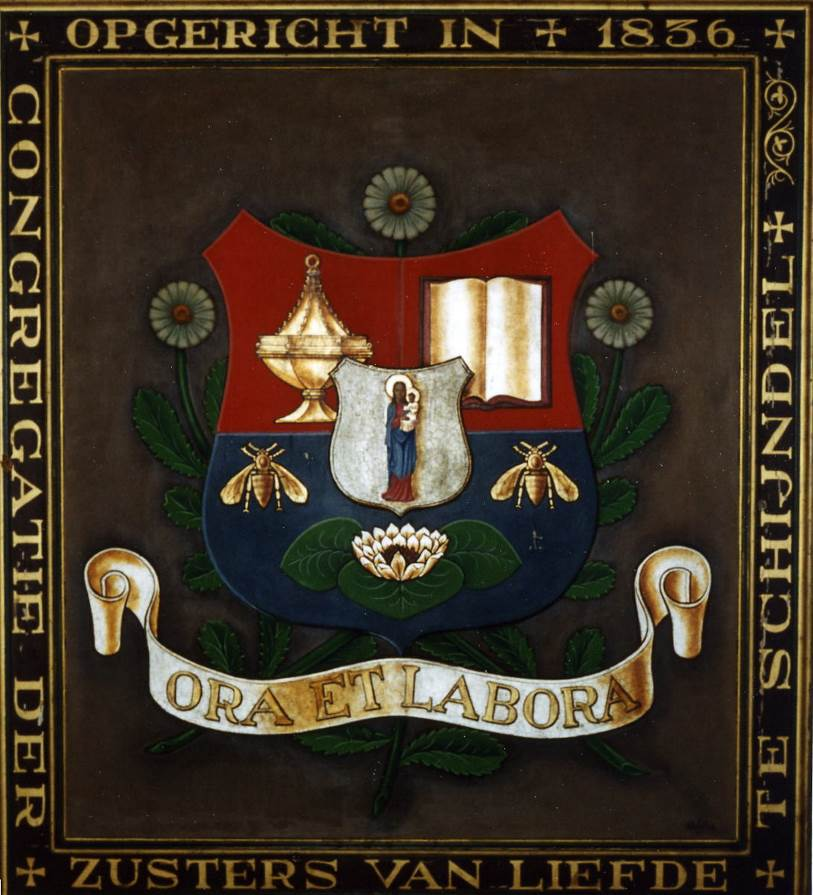 ✠ OPGERICHT IN ✠ 1836 ✠
CONGREGATIE DER
✠ ZUSTERS VAN LIEFDE ✠
TE SCHIJNDEL ✠
ORA ET LABORA